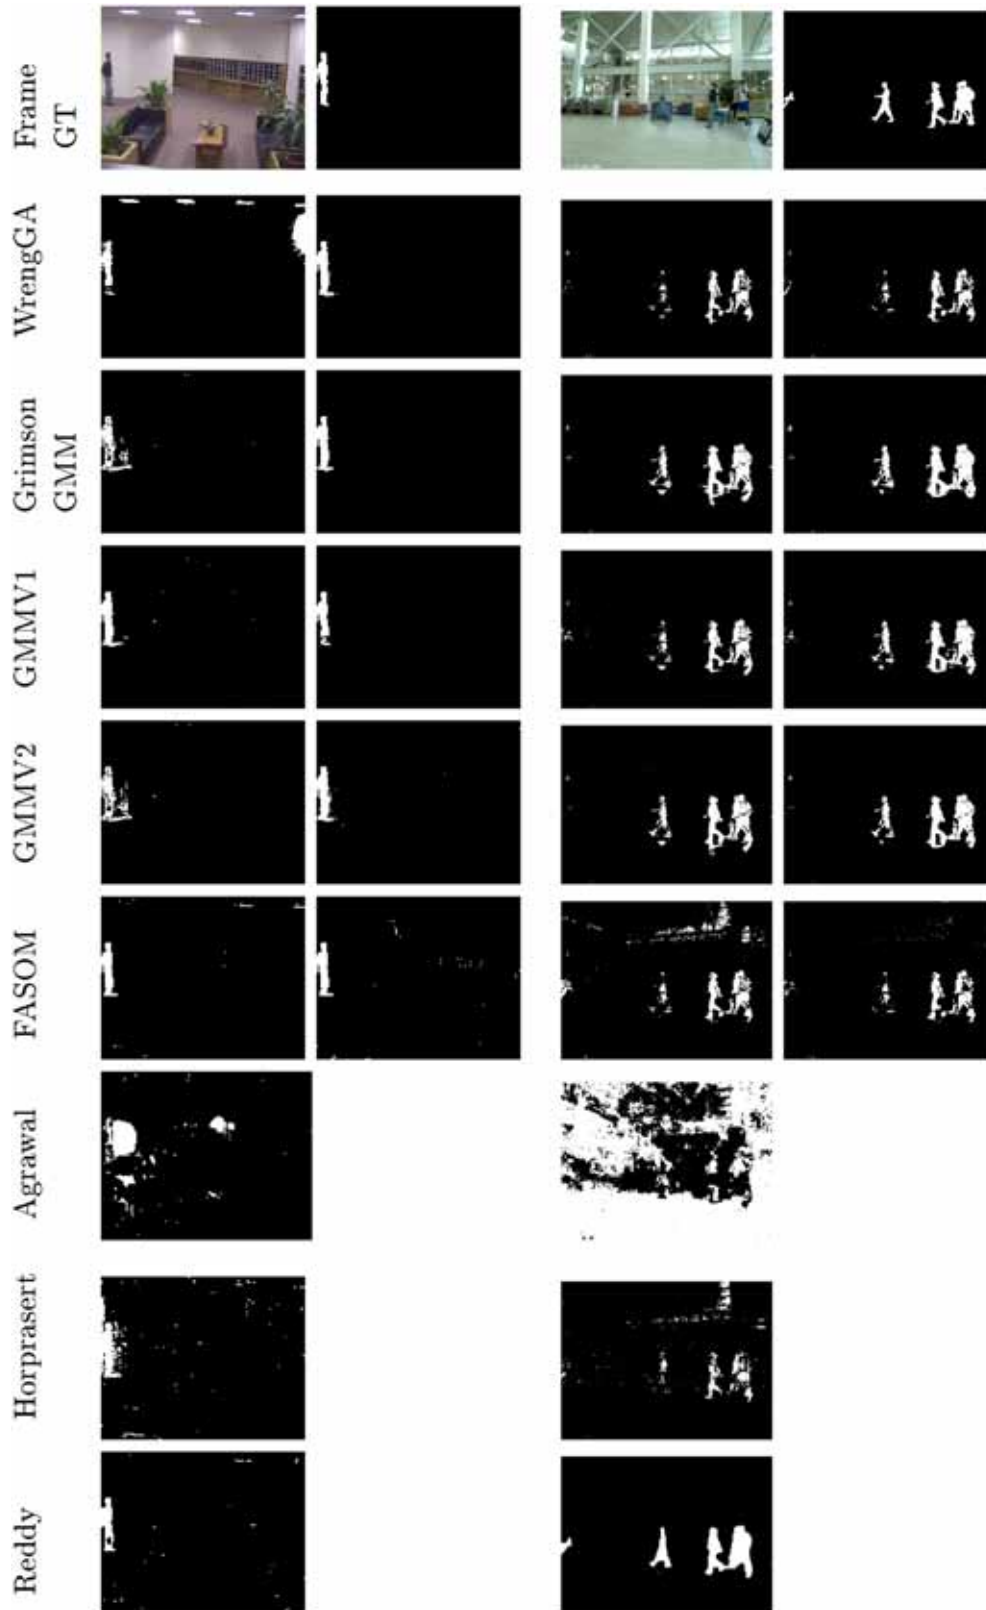 Frame
GT
WrengGA
Grimson
GMM
GMMV1
GMMV2
FASOM
Agrawal
Horprasert
Reddy